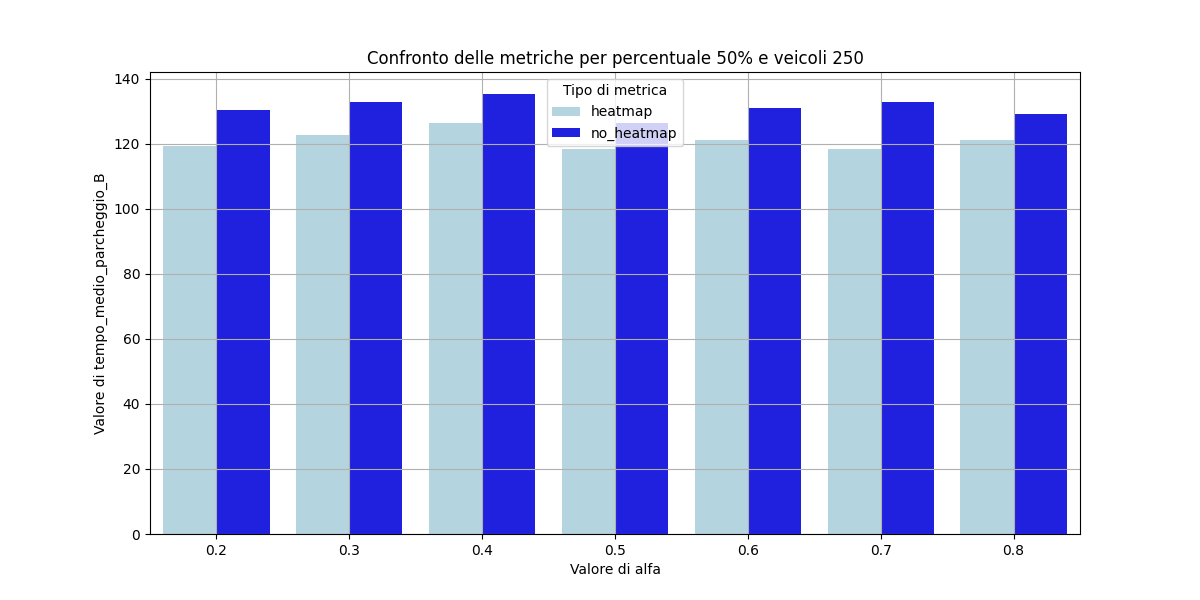 Confronto delle metriche per percentuale 50% e veicoli 250
Tipo di metrica
heatmap
no_heatmap
Valore di tempo_medio_parcheggio_B
140
120
100
80
60
40
20
0
0.2 0.3 0.4 0.5 0.6 0.7 0.8
Valore di alfa